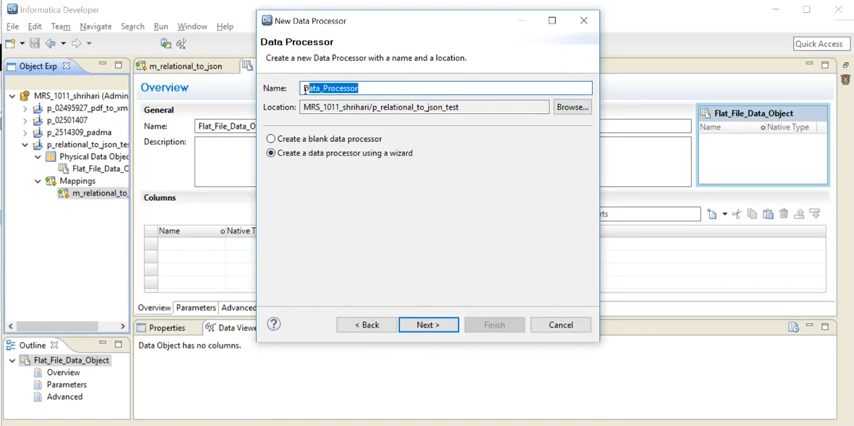 Informatica Developer
File Edit Team Navigate Search Run Window Help
Quick Access
Object Exp
MRS_1011_shrihari (Admin
p_02495927_pdf_to_xm
p_02501407
p_2514309_padma
p_relational_to_json_tes
Physical Data Objec
Flat_File_Data_O
Mappings
m_relational_to_
m_relational_to_json
Overview
General
Name: Flat_File_Data_O
Description:
Columns
Name Native T
Overview Parameters Advanced
Flat_File_Data_Object
Name Native Type
Properties Data Viewe
Data Object has no columns.
Outline
Flat_File_Data_Object
Overview
Parameters
Advanced
New Data Processor
Data Processor
Create a new Data Processor with a name and a location.
Name: Data_Processor
Location: MRS_1011_shrihari/p_relational_to_json_test Browse...
Create a blank data processor
Create a data processor using a wizard
< Back Next > Finish Cancel